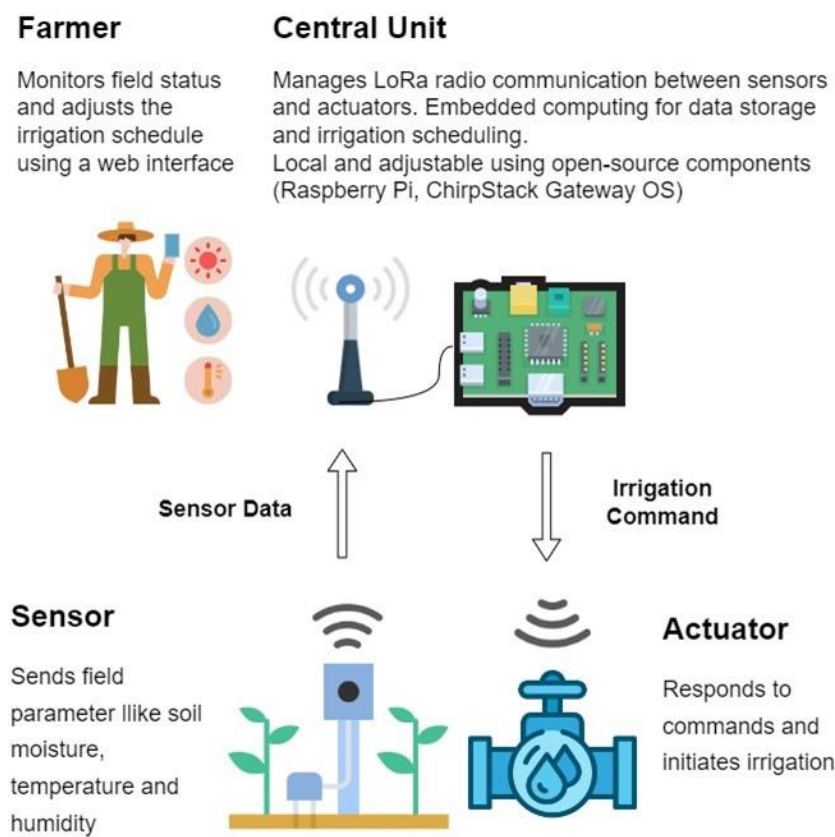 Farmer
Monitors field status
and adjusts the
irrigation schedule
using a web interface
Central Unit
Manages LoRa radio communication between sensors
and actuators. Embedded computing for data storage
and irrigation scheduling.
Local and adjustable using open-source components
(Raspberry Pi, ChirpStack Gateway OS)
Sensor Data
Irrigation
Command
Sensor
Sends field
parameter llike soil
moisture,
temperature and
humidity
Actuator
Responds to
commands and
initiates irrigation